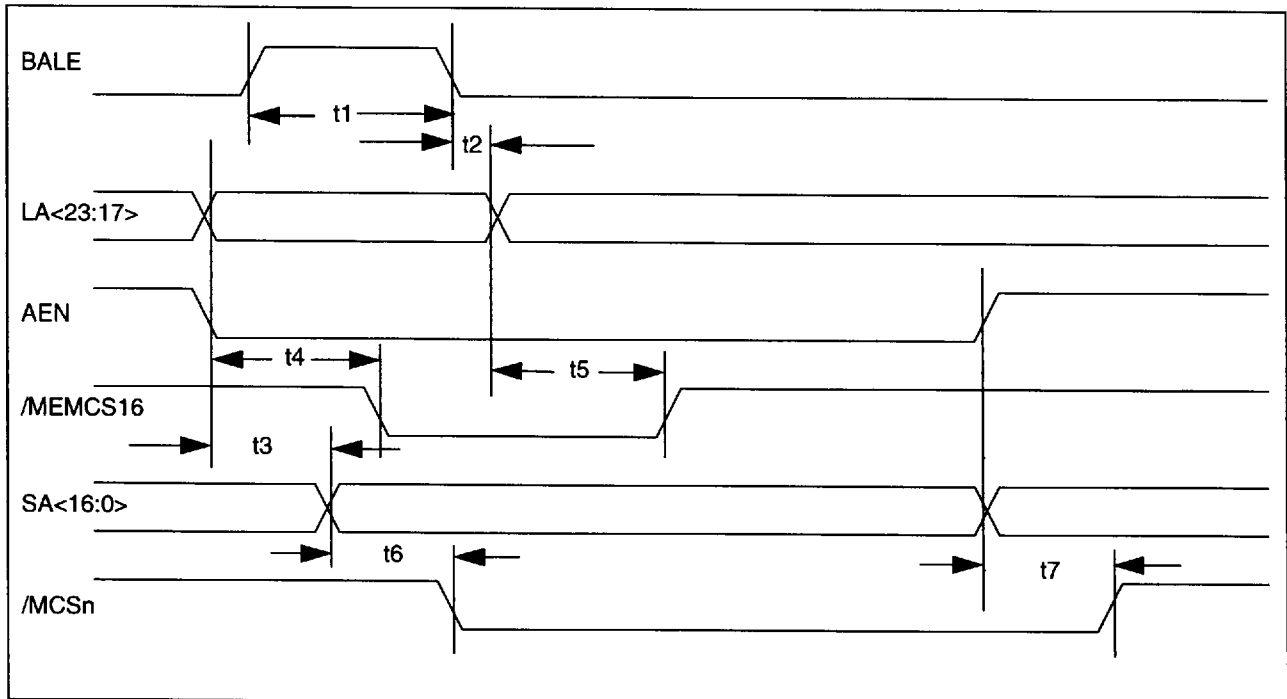 BALE
t1
t2
LA<23:17>
AEN
t4
t5
/MEMCS16
t3
SA<16:0>
t6
t7
/MCSn